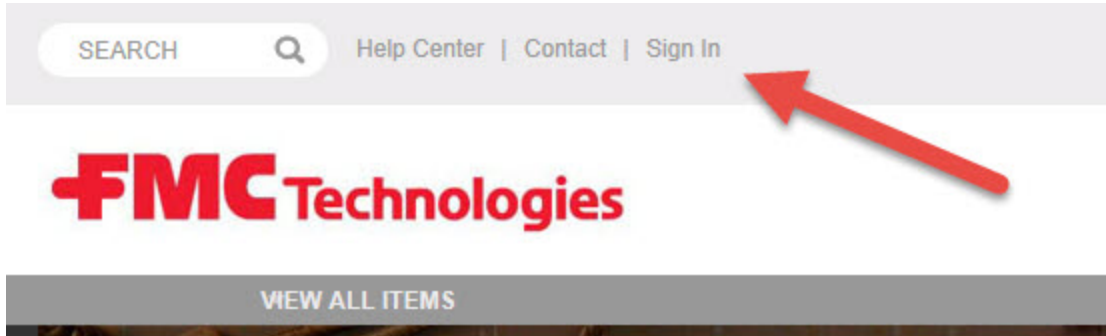 SEARCH Help Center | Contact | Sign In
FMC Technologies
VIEW ALL ITEMS